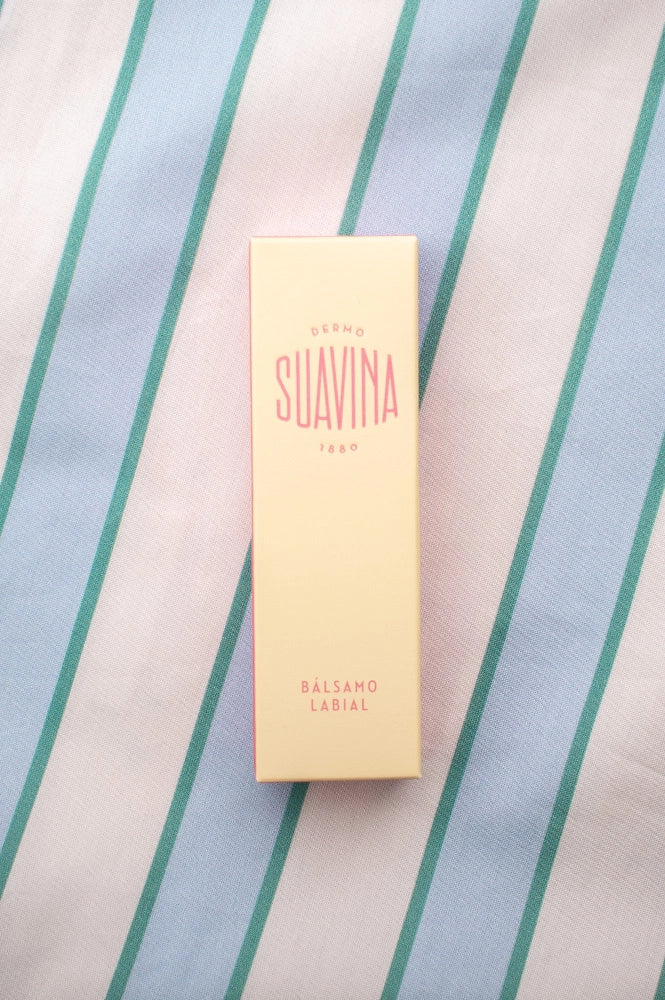 DERMO
SUAVINA
1880
BÁLSAMO
LABIAL